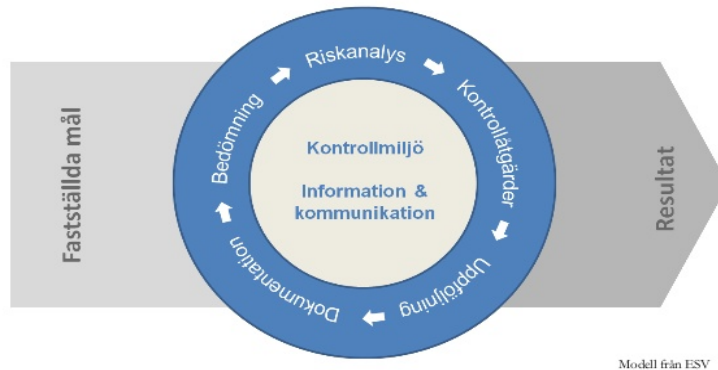 Fastställda mål
Riskanalys
Kontrollåtgärder
Uppföljning
Dokumentation
Bedömning
Kontrollmiljö
Information &
kommunikation
Resultat
Modell från ESV